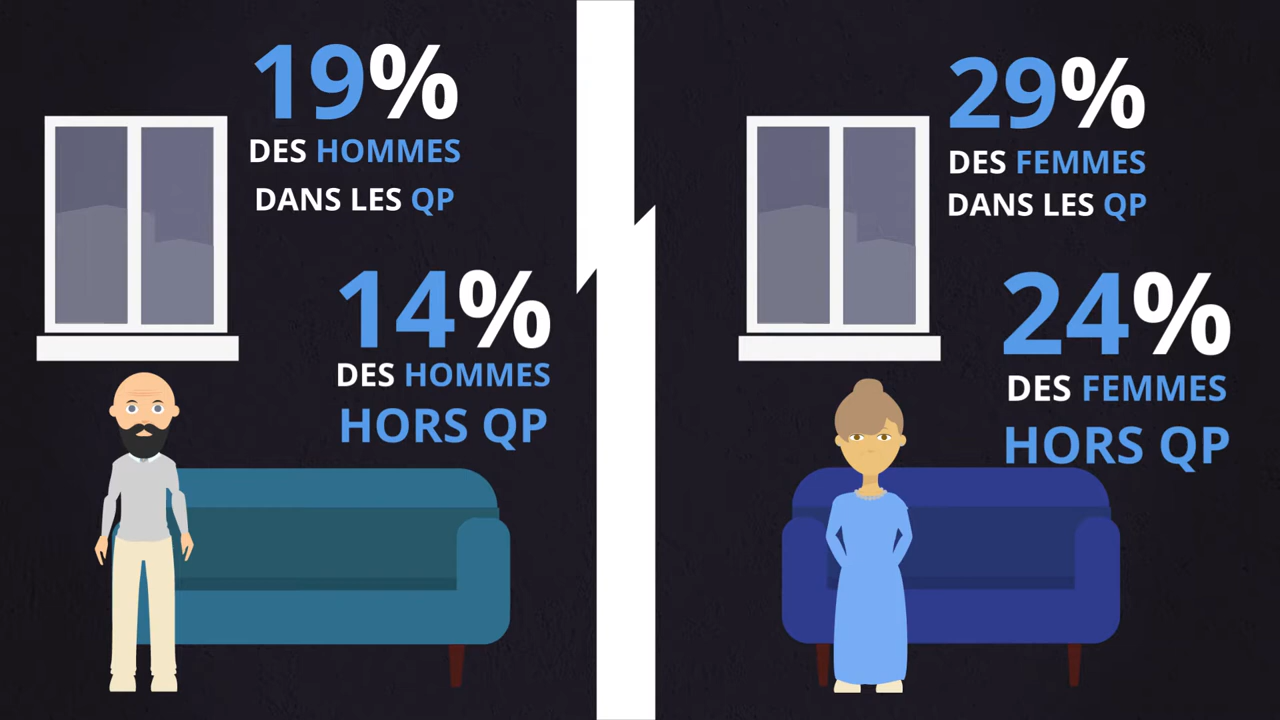 19%
DES HOMMES
DANS LES QP
14%
DES HOMMES
HORS QP
29%
DES FEMMES
DANS LES QP
24%
DES FEMMES
HORS QP